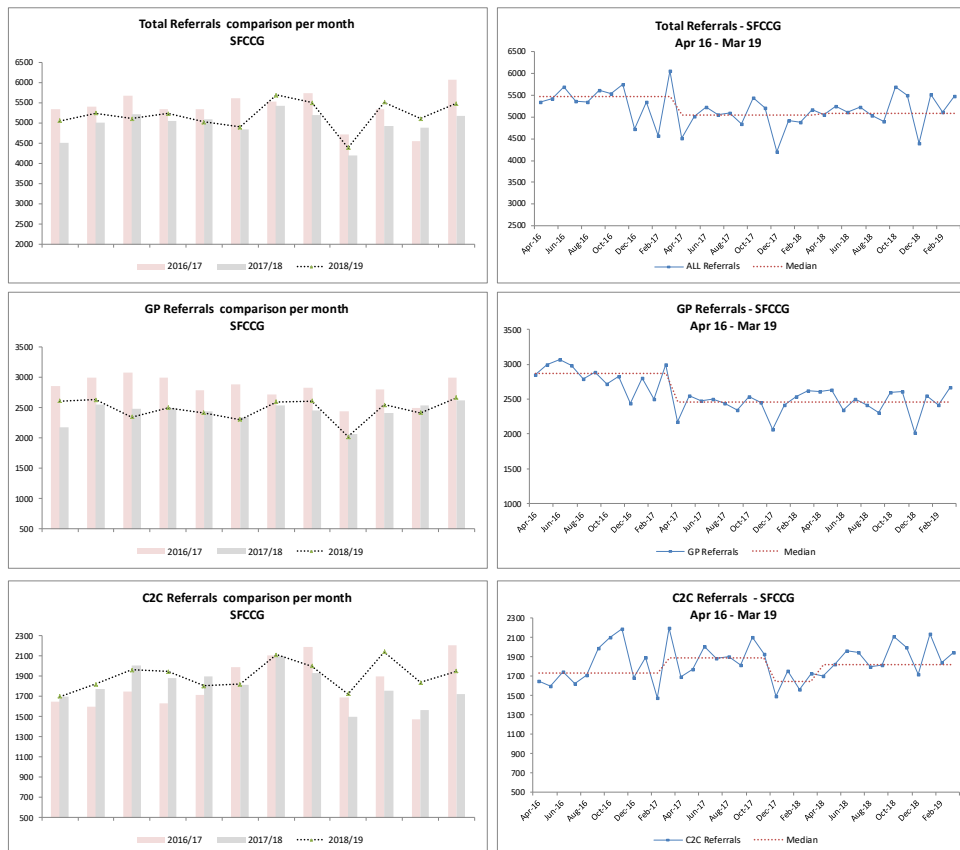 Total Referrals comparison per month
SFCCG
6500
6000
5500
5000
4500
4000
3500
3000
2500
2000
2016/17 2017/18 2018/19
Total Referrals - SFCCG
Apr 16 - Mar 19
6500
6000
5500
5000
4500
4000
3500
3000
2500
Apr-16 Jun-16 Aug-16 Oct-16 Dec-16 Feb-17 Apr-17 Jun-17 Aug-17 Oct-17 Dec-17 Feb-18 Apr-18 Jun-18 Aug-18 Oct-18 Dec-18 Feb-19
ALL Referrals Median
GP Referrals comparison per month
SFCCG
3500
3000
2500
2000
1500
1000
500
2016/17 2017/18 2018/19
GP Referrals - SFCCG
Apr 16 - Mar 19
3500
3000
2500
2000
1500
1000
Apr-16 Jun-16 Aug-16 Oct-16 Dec-16 Feb-17 Apr-17 Jun-17 Aug-17 Oct-17 Dec-17 Feb-18 Apr-18 Jun-18 Aug-18 Oct-18 Dec-18 Feb-19
GP Referrals Median
C2C Referrals comparison per month
SFCCG
2300
2100
1900
1700
1500
1300
1100
900
700
500
2016/17 2017/18 2018/19
C2C Referrals - SFCCG
Apr 16 - Mar 19
2300
2100
1900
1700
1500
1300
1100
900
700
500
Apr-16 Jun-16 Aug-16 Oct-16 Dec-16 Feb-17 Apr-17 Jun-17 Aug-17 Oct-17 Dec-17 Feb-18 Apr-18 Jun-18 Aug-18 Oct-18 Dec-18 Feb-19
C2C Referrals Median